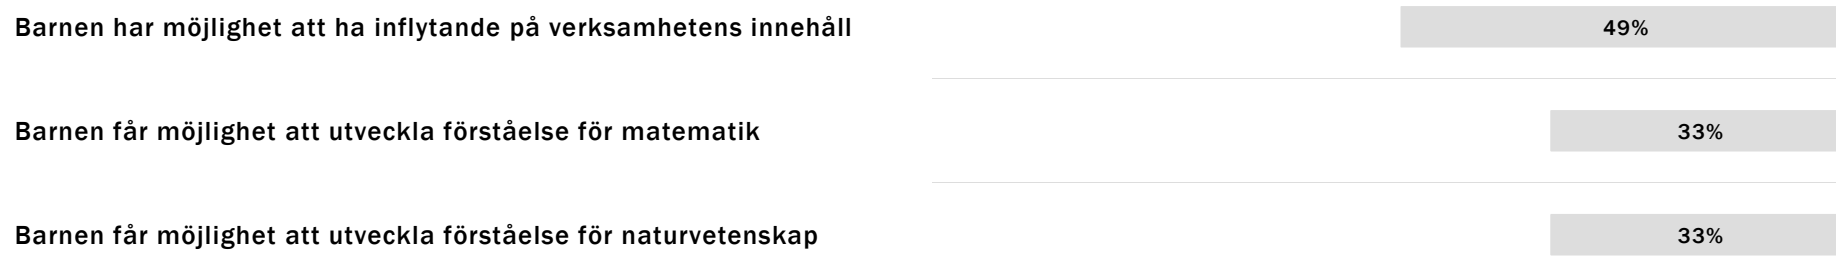 Barnen har möjlighet att ha inflytande på verksamhetens innehåll 49%
Barnen får möjlighet att utveckla förståelse för matematik 33%
Barnen får möjlighet att utveckla förståelse för naturvetenskap 33%